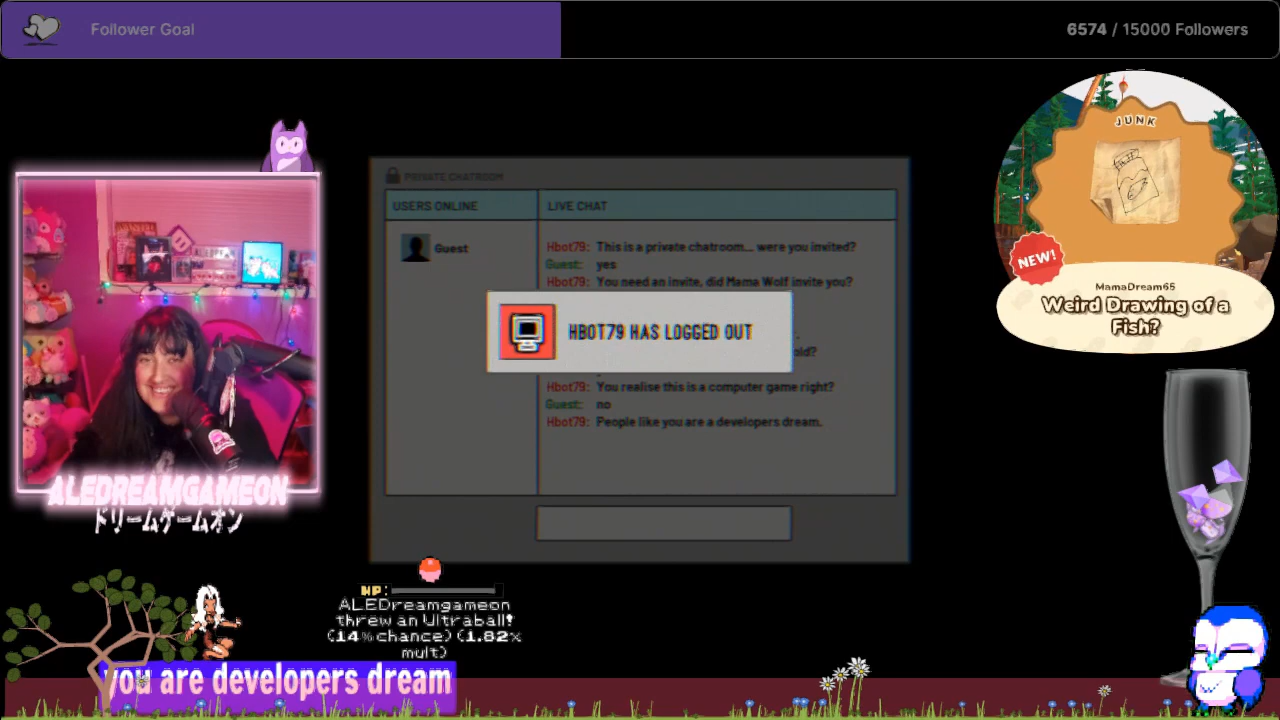 Follower Goal
6574 / 15000 Followers
JUNK
NEW!
MamaDream65
Weird Drawing of a
Fish?
PRIVATE CHATROOM
USERS ONLINE
LIVE CHAT
Guest
Hbot79: This is a private chatroom... were you invited?
Guest: yes
Hbot79: You need an invite, did Mama Wolf invite you?
HBOT79 HAS LOGGED OUT
old?
Hbot79: You realise this is a computer game right?
Guest: no
Hbot79: People like you are a developers dream.
ALEDREAMGAMEON
ドリームゲームオン
HP:
ALEDreamgameon
threw an Ultraball!
(14% chance) (1.82x
mult)
you are developers dream